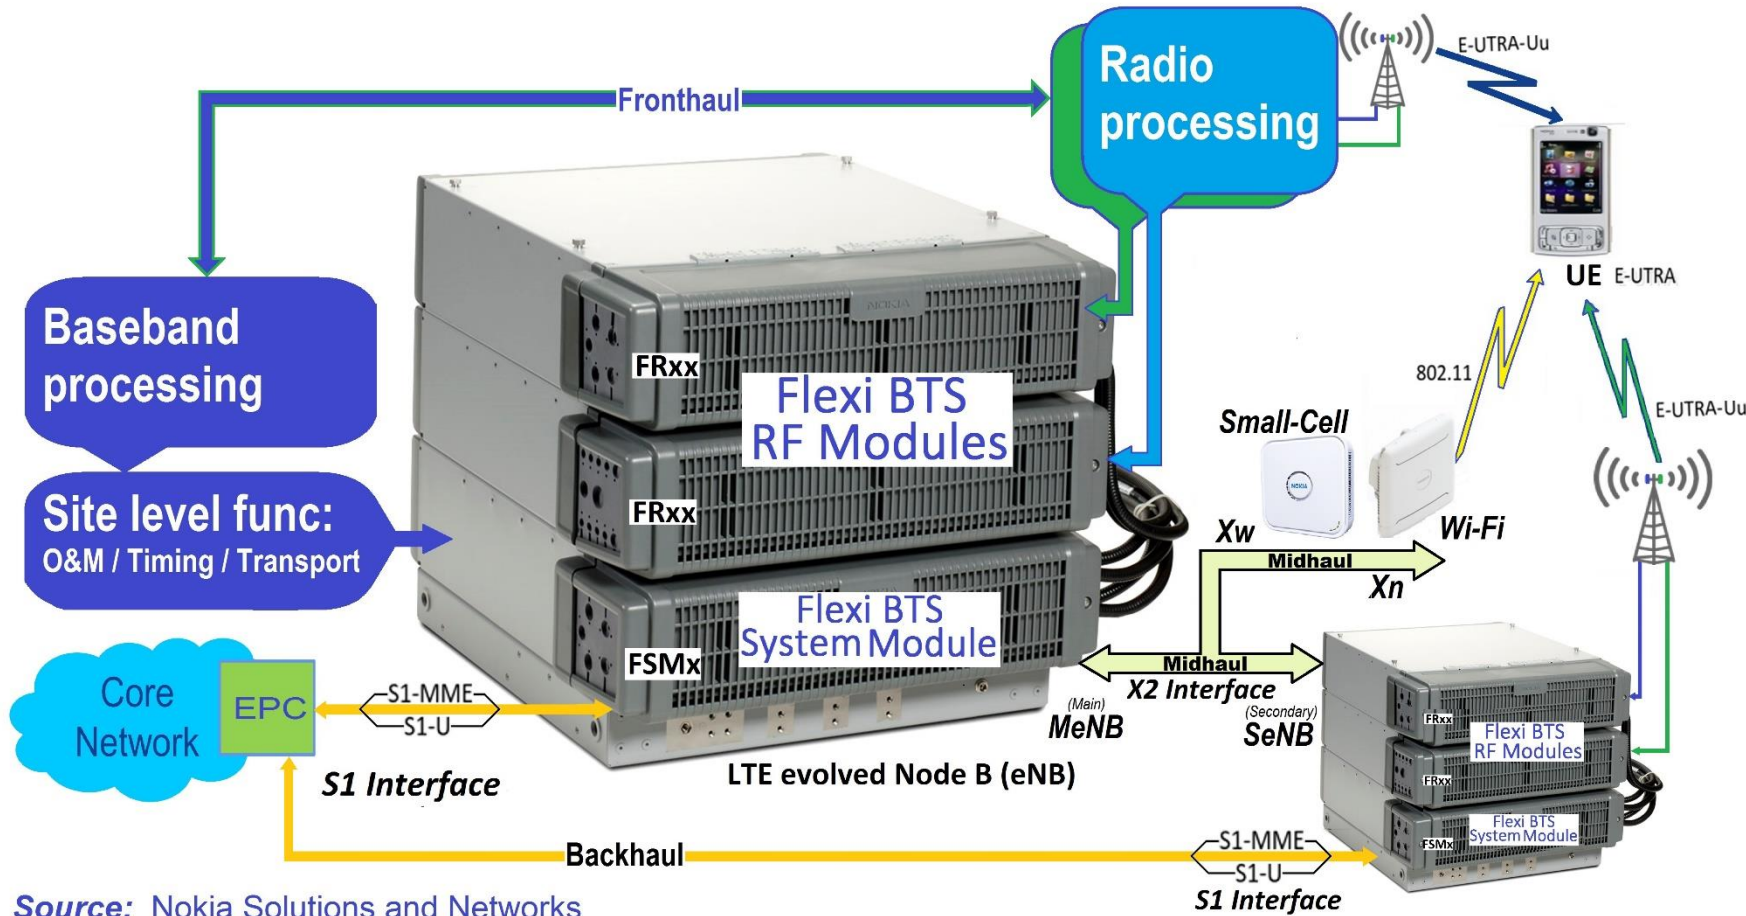 Radio
processing
E-UTRA-Uu
Fronthaul
UE E-UTRA
Baseband
processing
NOKIA
FRxx
Flexi BTS
RF Modules
802.11
E-UTRA-Uu
Small-Cell
NOKIA
Site level func:
O&M / Timing / Transport
FRxx
Wi-Fi
Xw
Midhaul
Xn
Flexi BTS
System Module
FSMx
Midhaul
X2 Interface
(Main)
MeNB
(Secondary)
SeNB
Core
Network
EPC
S1-MME
S1-U
S1 Interface
LTE evolved Node B (eNB)
FRxx
Flexi BTS
RF Modules
FRxx
Flexi BTS
System Module
FSMx
Backhaul
S1-MME
S1-U
S1 Interface
Source: Nokia Solutions and Networks